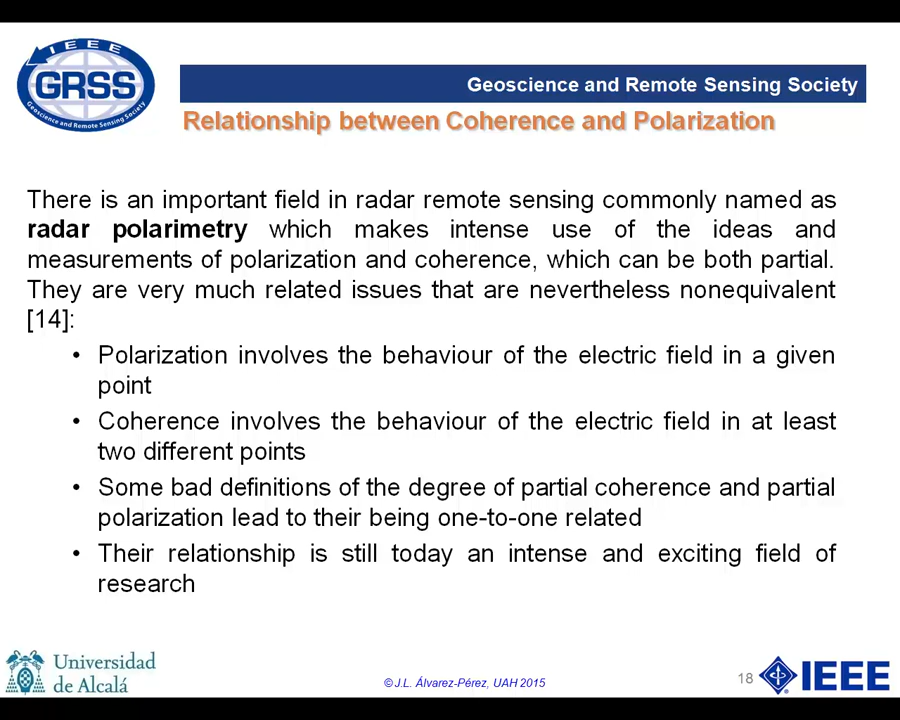 IEEE
GRSS
Geoscience and Remote Sensing Society
Geoscience and Remote Sensing Society
Relationship between Coherence and Polarization
There is an important field in radar remote sensing commonly named as
radar polarimetry which makes intense use of the ideas and
measurements of polarization and coherence, which can be both partial.
They are very much related issues that are nevertheless nonequivalent
[14]:
• Polarization involves the behaviour of the electric field in a given
point
• Coherence involves the behaviour of the electric field in at least
two different points
• Some bad definitions of the degree of partial coherence and partial
polarization lead to their being one-to-one related
• Their relationship is still today an intense and exciting field of
research
Universidad
de Alcalá
© J.L. Álvarez-Pérez, UAH 2015
18
IEEE